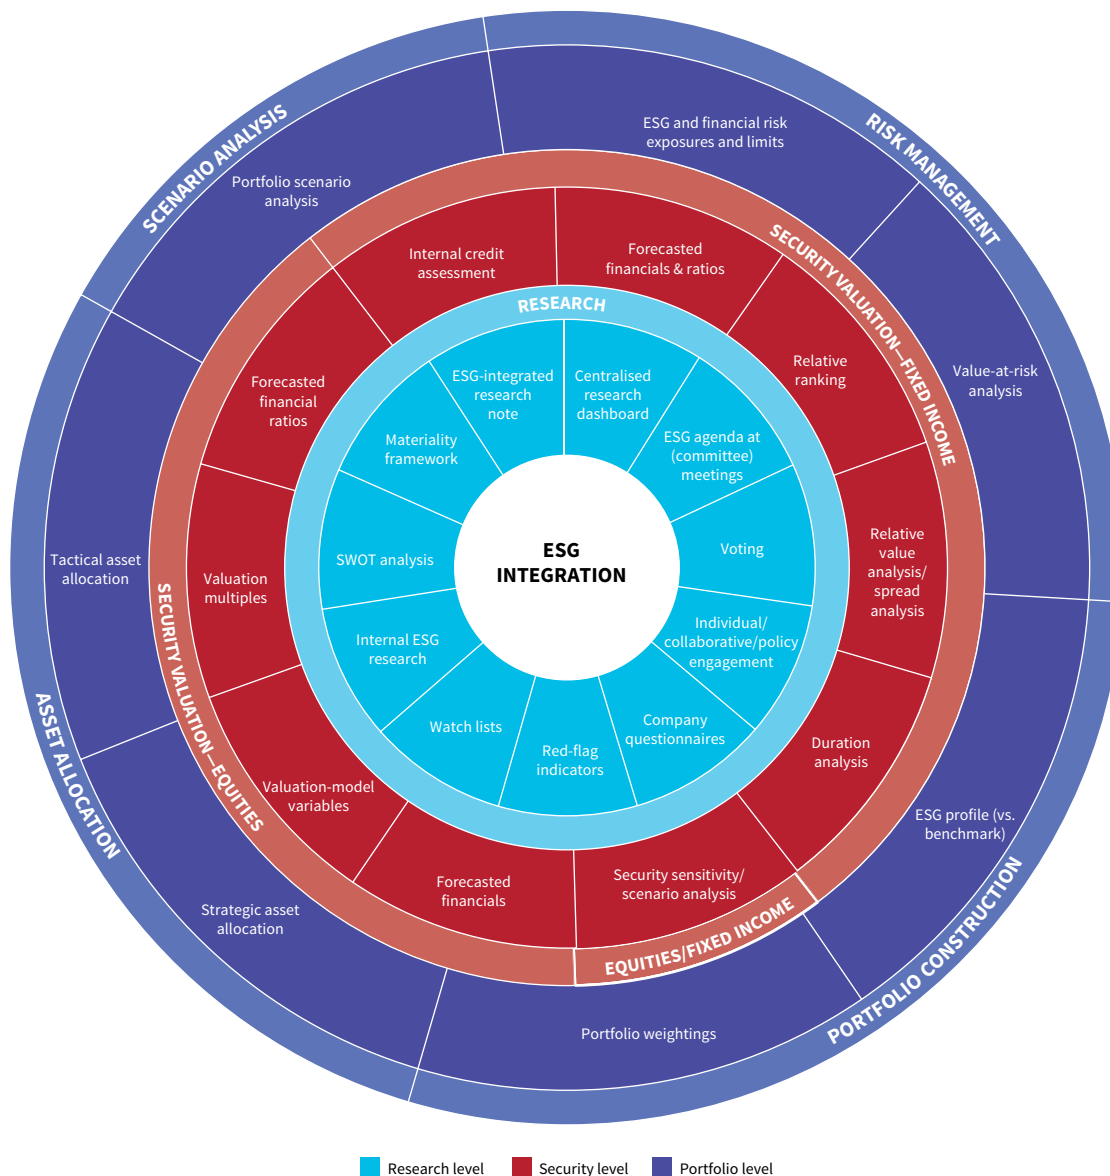 SCENARIO ANALYSIS
RISK MANAGEMENT
PORTFOLIO CONSTRUCTION
ASSET ALLOCATION
ESG and financial risk
exposures and limits
Value-at-risk
analysis
ESG profile (vs.
benchmark)
Portfolio weightings
Strategic asset
allocation
Tactical asset
allocation
Portfolio scenario
analysis
SECURITY VALUATION—FIXED INCOME
EQUITIES/FIXED INCOME
SECURITY VALUATION—EQUITIES
Internal credit
assessment
Forecasted
financials & ratios
Relative
ranking
Relative
value
analysis/
spread
analysis
Duration
analysis
Security sensitivity/
scenario analysis
Forecasted
financials
Valuation-model
variables
Valuation
multiples
Forecasted
financial
ratios
RESEARCH
ESG-integrated
research
note
Centralised
research
dashboard
ESG agenda at
(committee)
meetings
Voting
Individual/
collaborative/policy
engagement
Company
questionnaires
Red-flag
indicators
Watch lists
Internal ESG
research
SWOT analysis
Materiality
framework
ESG
INTEGRATION
Research level
Security level
Portfolio level